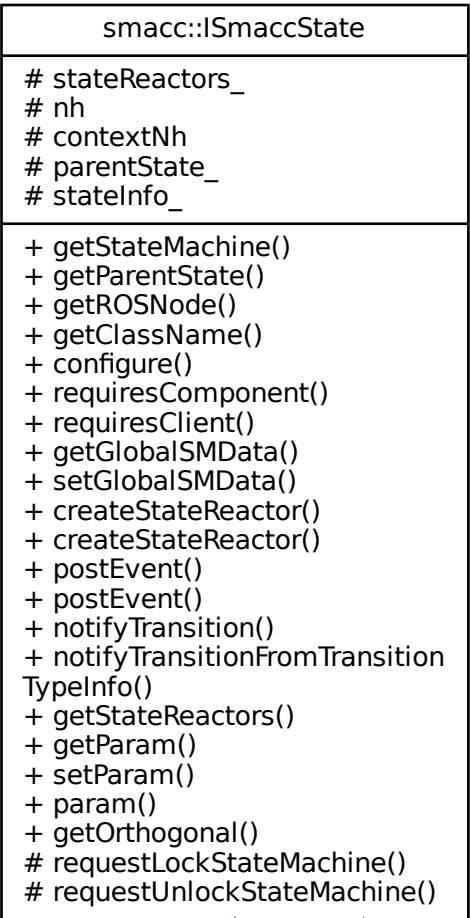 smacc::ISmaccState
# stateReactors_
# nh
# contextNh
# parentState_
# stateInfo_
+ getStateMachine()
+ getParentState()
+ getROSNode()
+ getClassName()
+ configure()
+ requiresComponent()
+ requiresClient()
+ getGlobalSMData()
+ setGlobalSMData()
+ createStateReactor()
+ createStateReactor()
+ postEvent()
+ postEvent()
+ notifyTransition()
+ notifyTransitionFromTransition
TypeInfo()
+ getStateReactors()
+ getParam()
+ setParam()
+ param()
+ getOrthogonal()
# requestLockStateMachine()
# requestUnlockStateMachine()